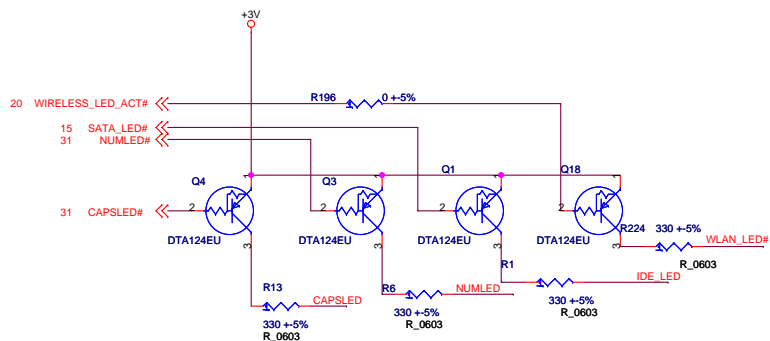 +3V
20 WIRELESS_LED_ACT# R196 0 +-5%
15 SATA_LED#
31 NUMLED#
Q4 1 Q3 1 Q1 1 Q18 1
31 CAPSLED# 2 2 2 2
DTA124EU 3 DTA124EU 3 DTA124EU 3 DTA124EU 3 R224 330 +-5% WLAN_LED#
R_0603
R1 IDE_LED
330 +-5%
R_0603
R13 CAPSLED R6 NUMLED
330 +-5%
R_0603
330 +-5%
R_0603